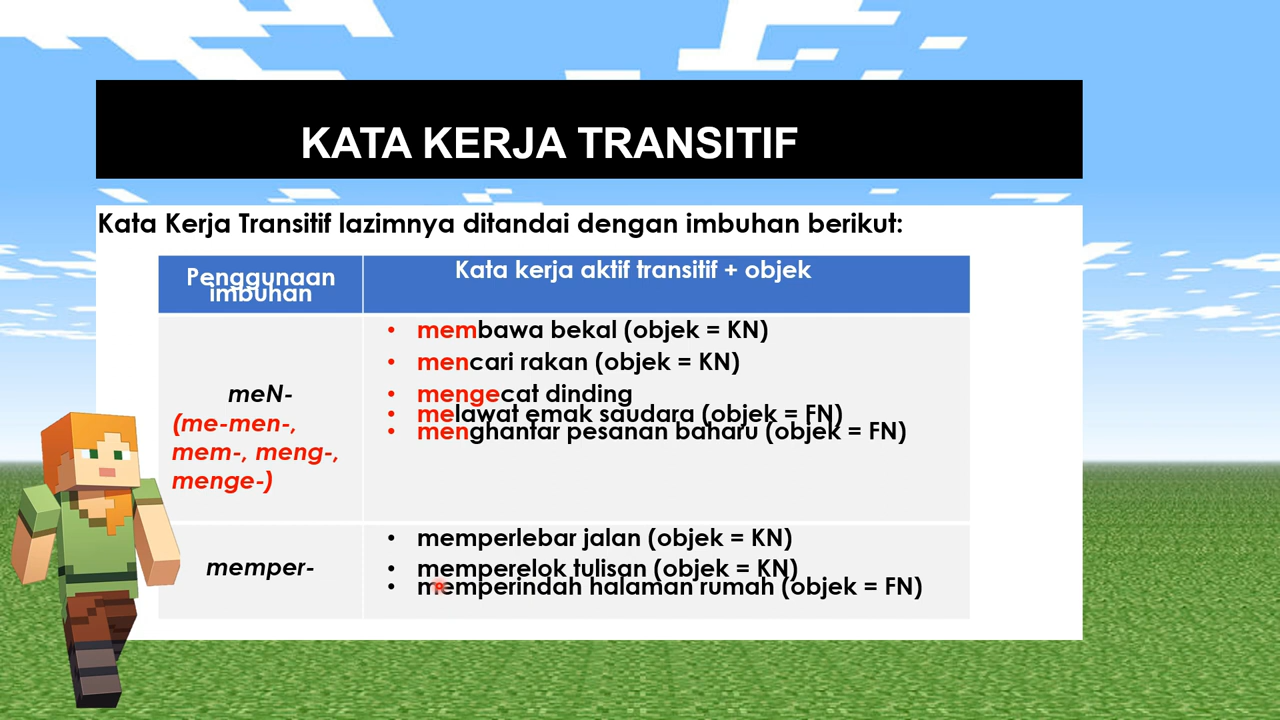 KATA KERJA TRANSITIF
Kata Kerja Transitif lazimnya ditandai dengan imbuhan berikut:
Penggunaan
imbuhan
Kata kerja aktif transitif + objek
meN-
(me-men-,
mem-, meng-,
menge-)
• membawa bekal (objek = KN)
• mencari rakan (objek = KN)
• mengecat dinding
• melawat emak saudara (objek = FN)
• menghantar pesanan baharu (objek = FN)
memper-
• memperlebar jalan (objek = KN)
• memperelok tulisan (objek = KN)
• memperindah halaman rumah (objek = FN)